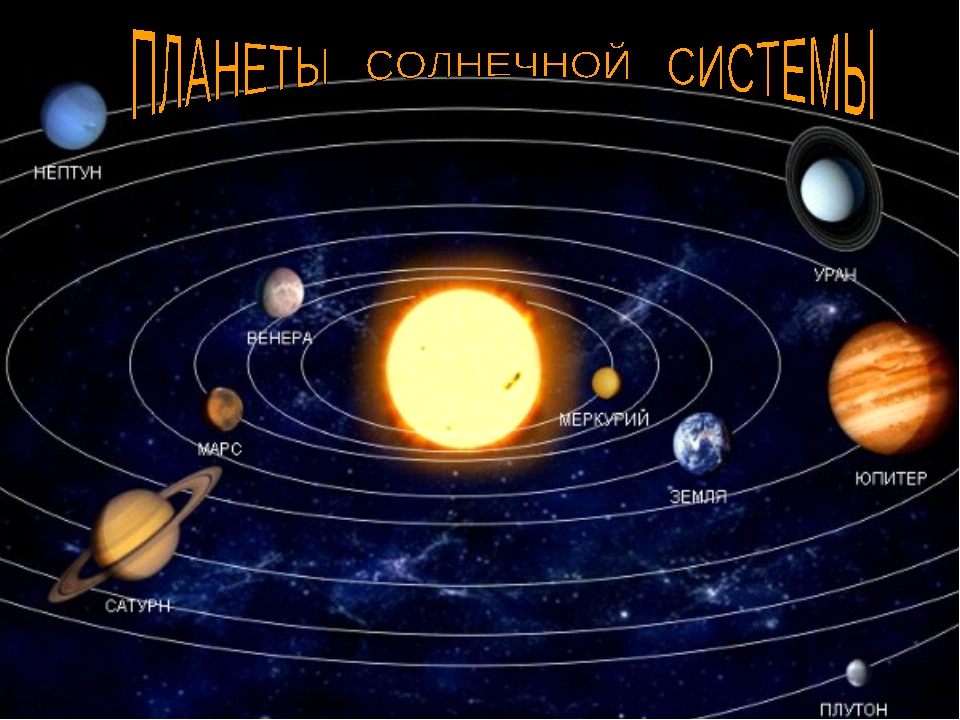 ПЛАНЕТЫ СОЛНЕЧНОЙ СИСТЕМЫ
НЕПТУН
УРАН
ВЕНЕРА
МЕРКУРИЙ
МАРС
ЮПИТЕР
ЗЕМЛЯ
САТУРН
ПЛУТОН